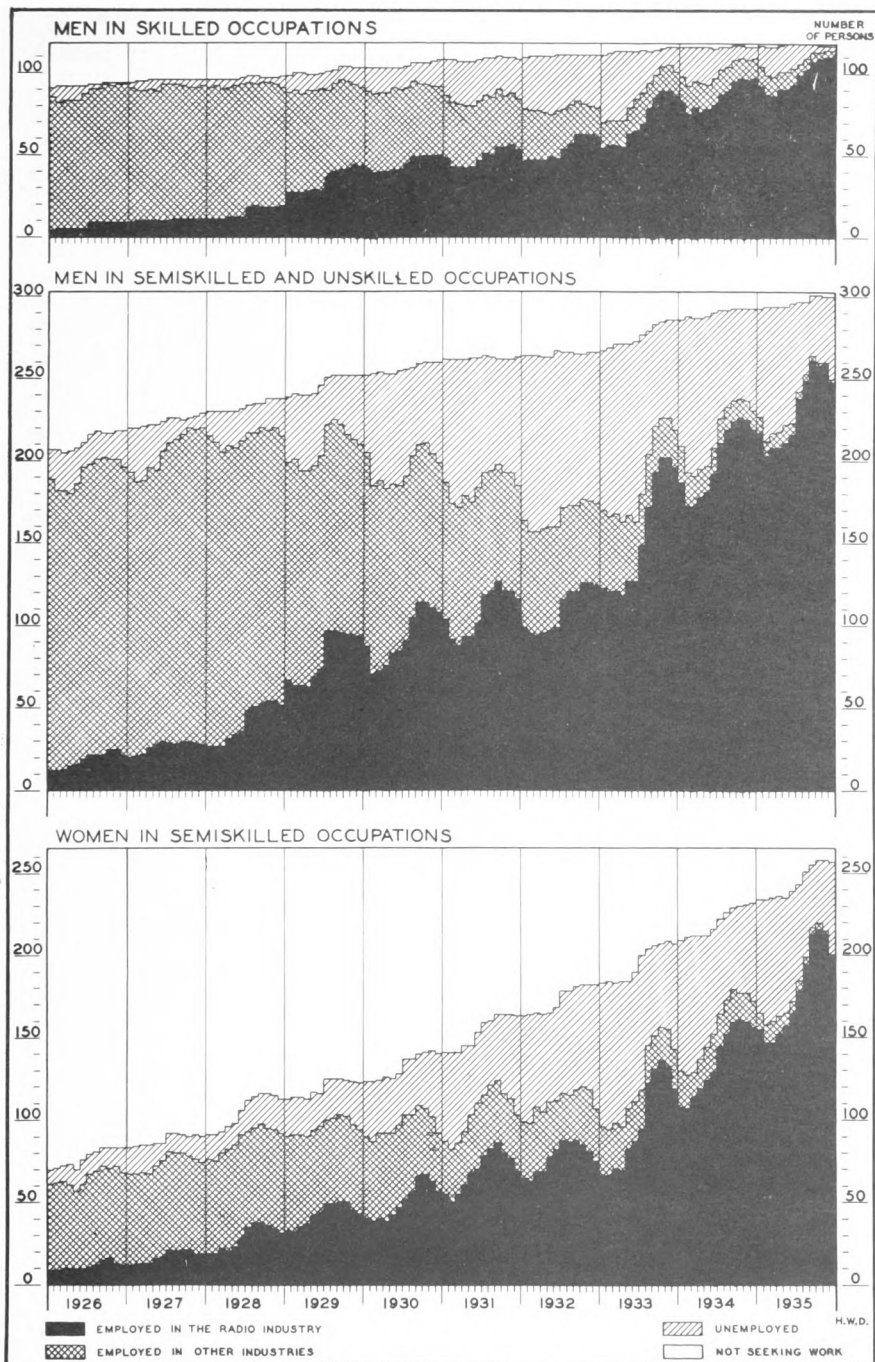 MEN IN SKILLED OCCUPATIONS
NUMBER
OF PERSONS
100 100
50 50
0 0
MEN IN SEMISKILLED AND UNSKILLED OCCUPATIONS
300 300
250 250
200 200
150 150
100 100
50 50
0 0
WOMEN IN SEMISKILLED OCCUPATIONS
250 250
200 200
150 150
100 100
50 50
0 0
1926 1927 1928 1929 1930 1931 1932 1933 1934 1935
H.W.D.
EMPLOYED IN THE RADIO INDUSTRY
UNEMPLOYED
EMPLOYED IN OTHER INDUSTRIES
NOT SEEKING WORK